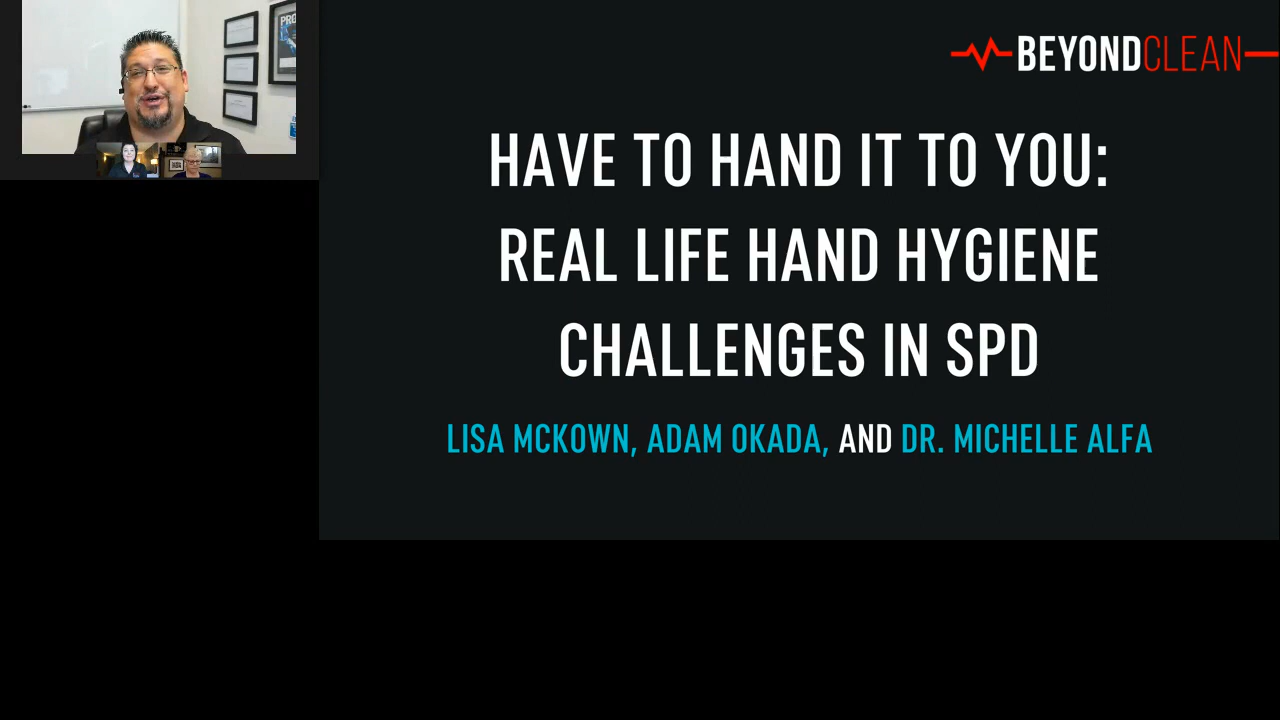 PRO
BEYONDCLEAN
HAVE TO HAND IT TO YOU:
REAL LIFE HAND HYGIENE
CHALLENGES IN SPD
LISA MCKOWN, ADAM OKADA, AND DR. MICHELLE ALFA